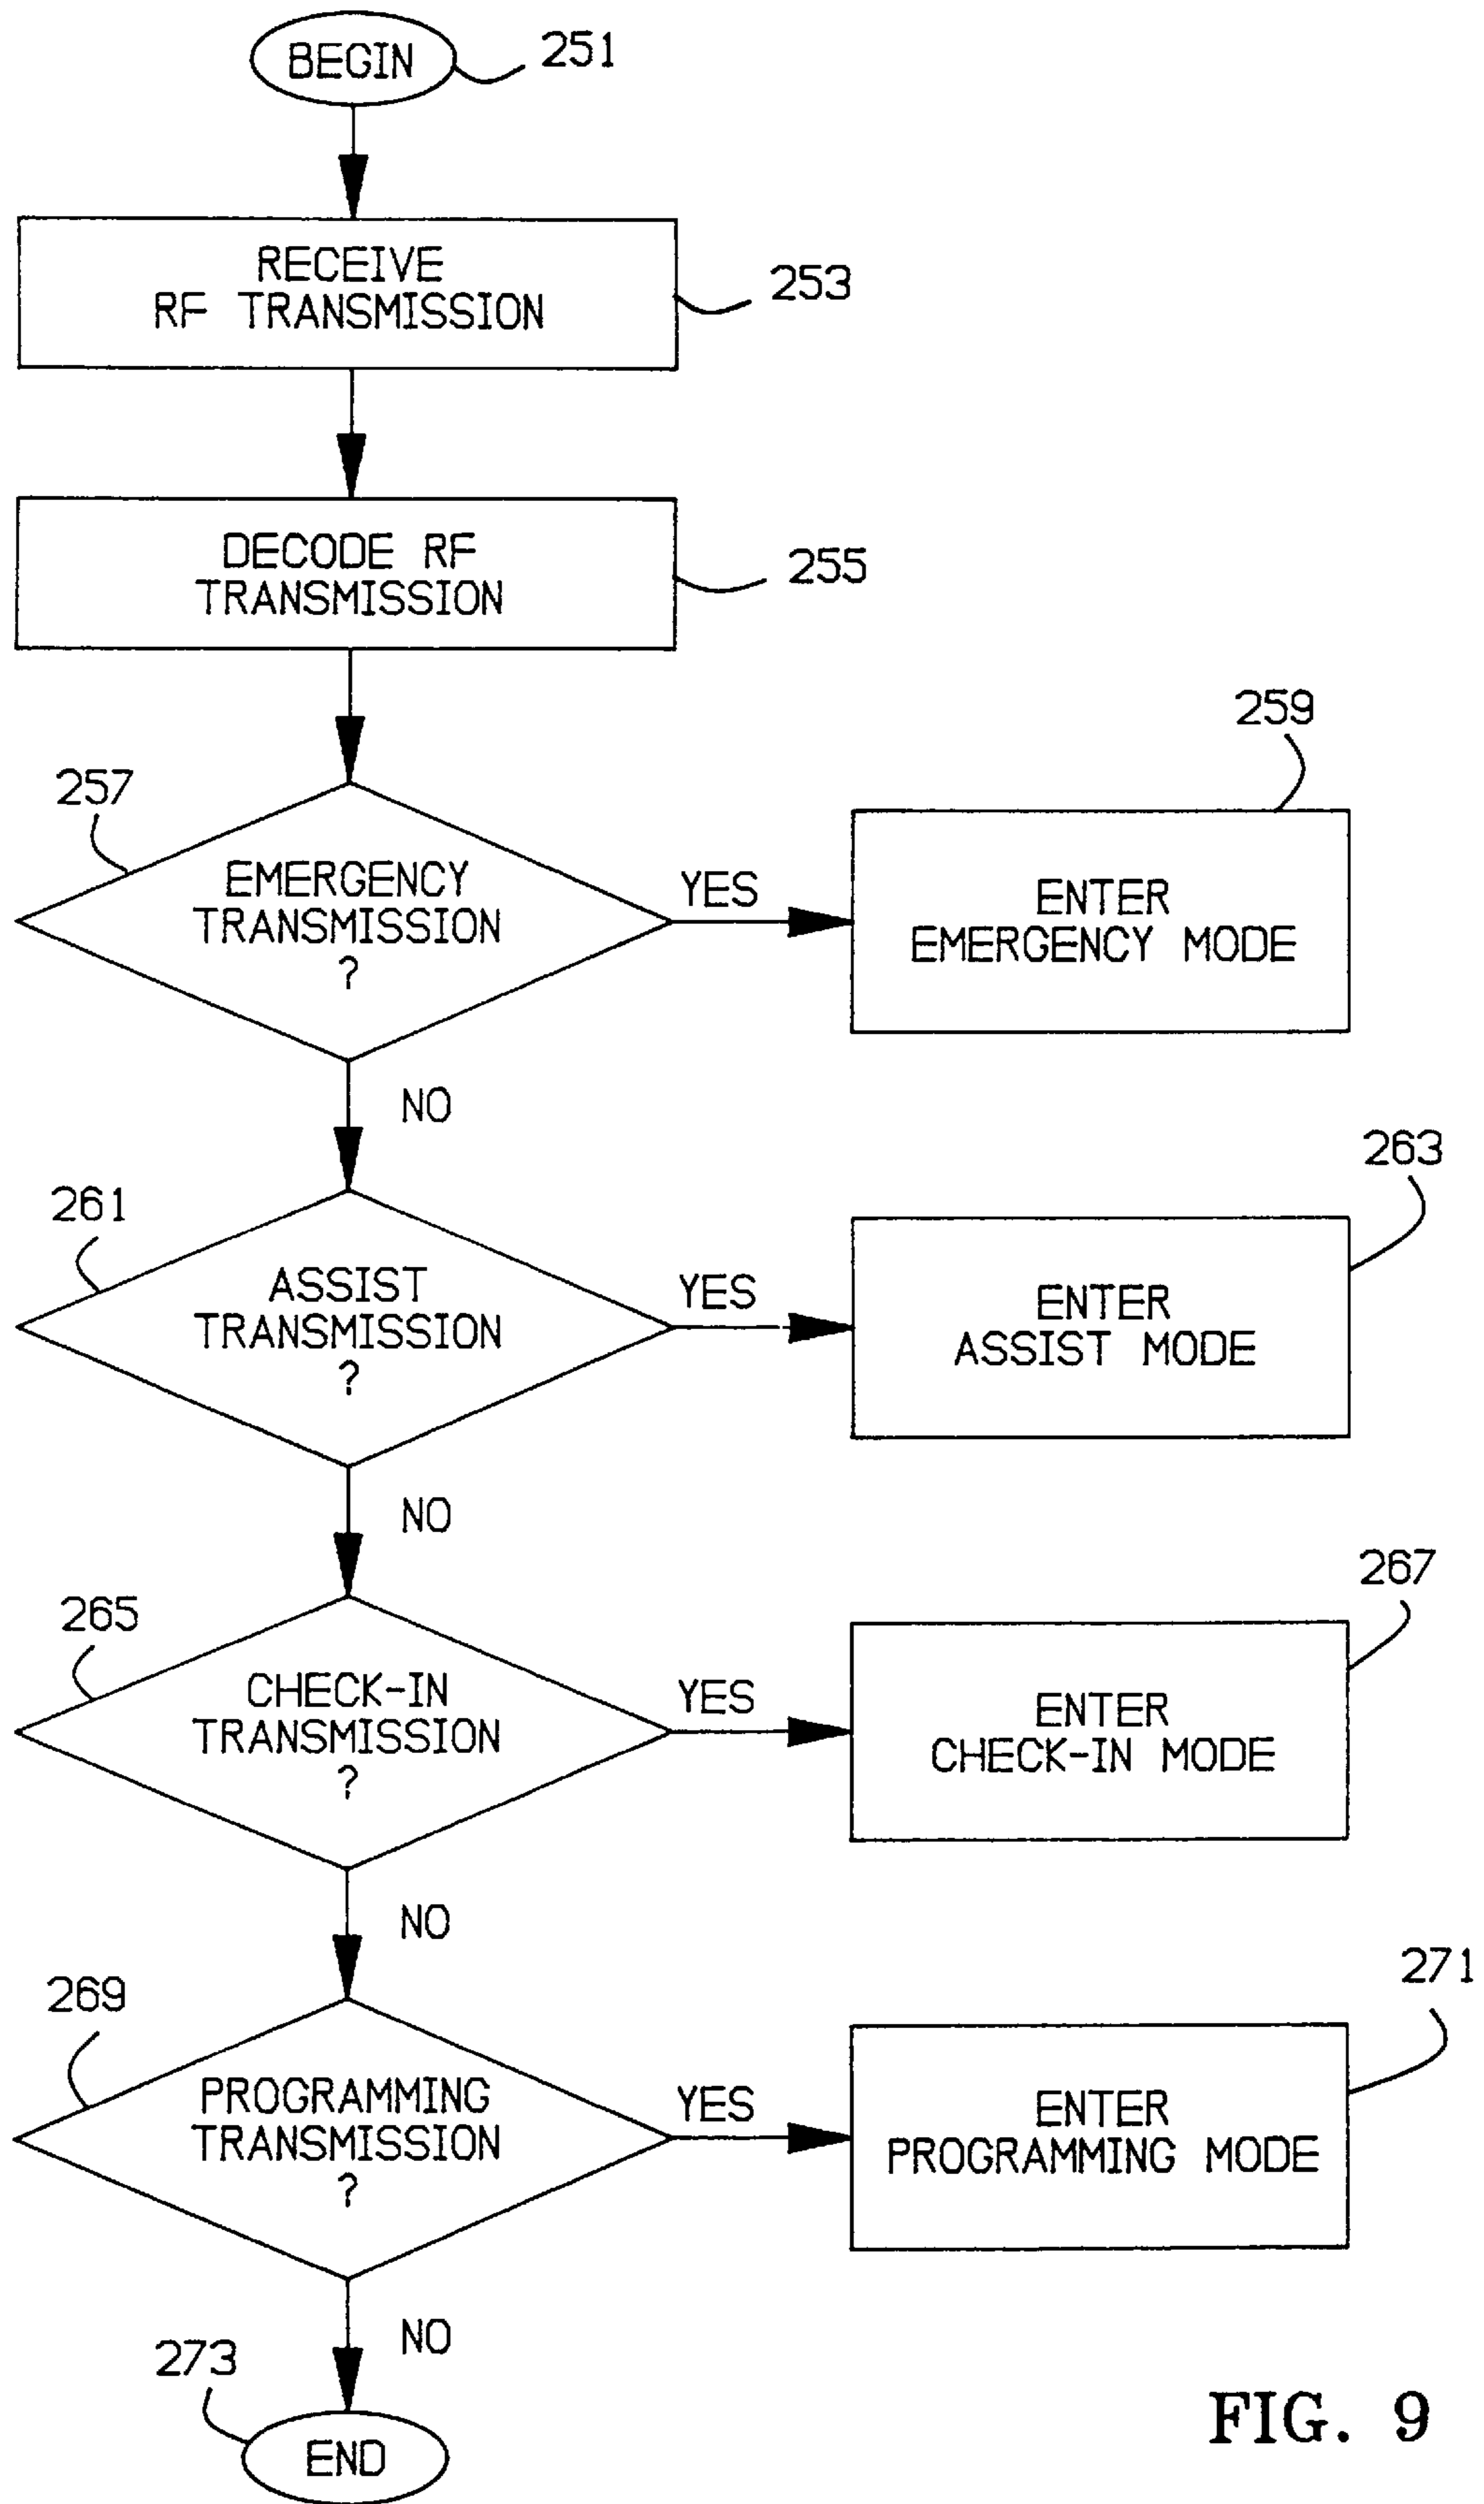 BEGIN
251
RECEIVE
RF TRANSMISSION
253
DECODE RF
TRANSMISSION
255
257
EMERGENCY
TRANSMISSION
?
YES
259
ENTER
EMERGENCY MODE
NO
261
ASSIST
TRANSMISSION
?
YES
263
ENTER
ASSIST MODE
NO
265
CHECK-IN
TRANSMISSION
?
YES
267
ENTER
CHECK-IN MODE
NO
269
PROGRAMMING
TRANSMISSION
?
YES
271
ENTER
PROGRAMMING MODE
NO
273
END
FIG. 9